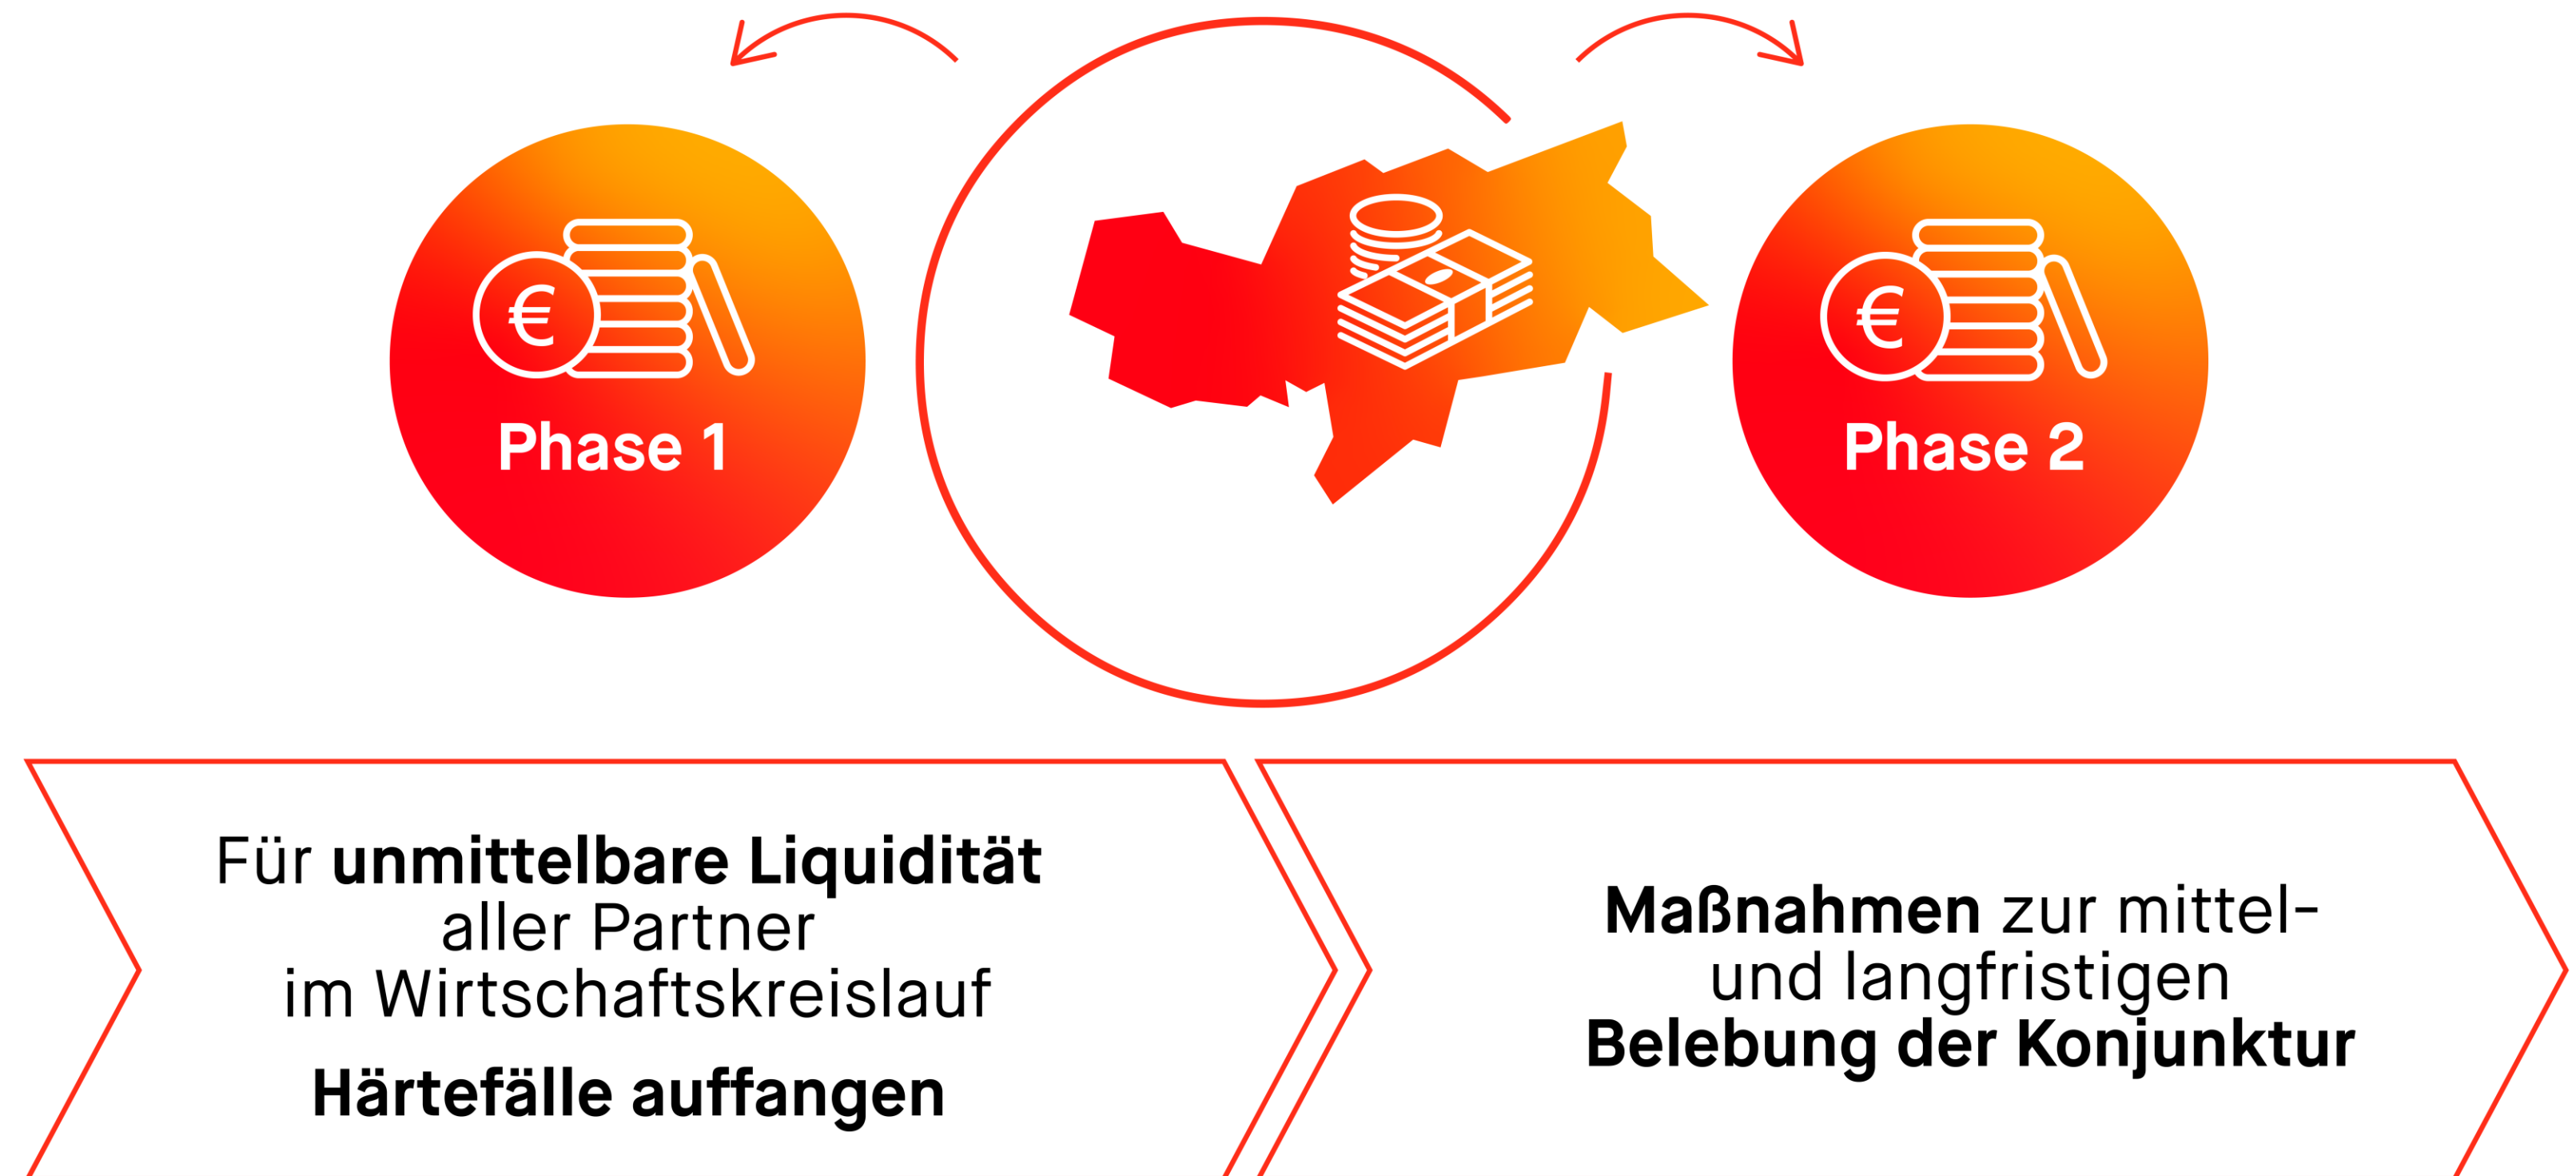 €
Phase 1
€
Phase 2
Für unmittelbare Liquidität
aller Partner
im Wirtschaftskreislauf
Härtefälle auffangen
Maßnahmen zur mittel-
und langfristigen
Belebung der Konjunktur